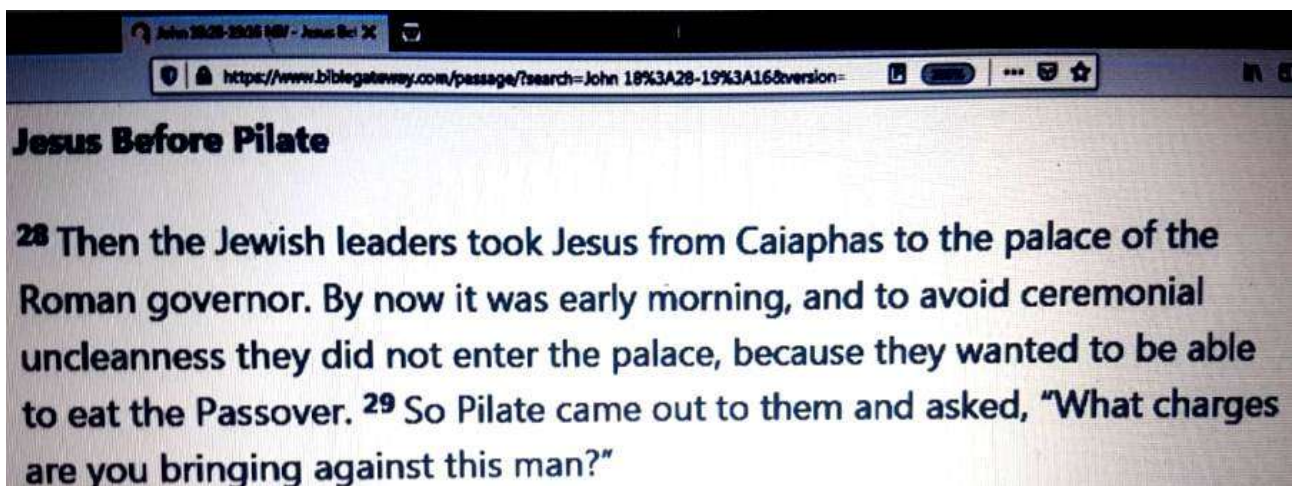 https://www.biblegateway.com/passage/?search=John 18%3A28-19%3A16&version=
Jesus Before Pilate
28 Then the Jewish leaders took Jesus from Caiaphas to the palace of the
Roman governor. By now it was early morning, and to avoid ceremonial
uncleanness they did not enter the palace, because they wanted to be able
to eat the Passover. 29 So Pilate came out to them and asked, “What charges
are you bringing against this man?”